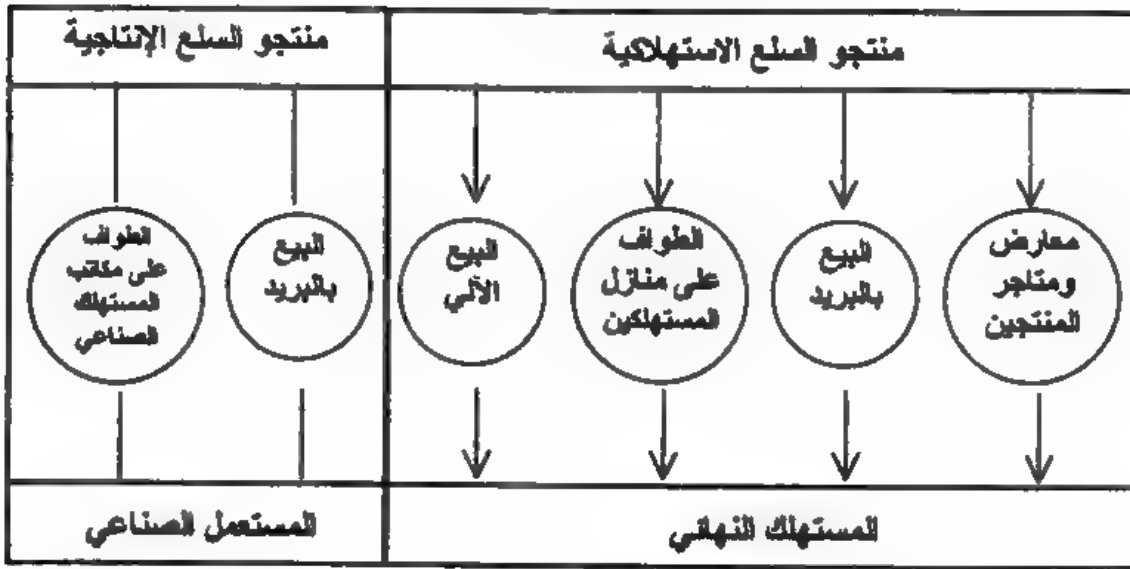 منتجو السلع الاستهلاكية
منتجو السلع الإنتاجية
معارض
ومتاجر
المنتجين
البيع
بالبريد
الطواف
على منازل
المستهلكين
البيع
الآلي
البيع
بالبريد
الطواف
على مكاتب
المستهلك
الصناعي
المستهلك النهائي
المستعمل الصناعي